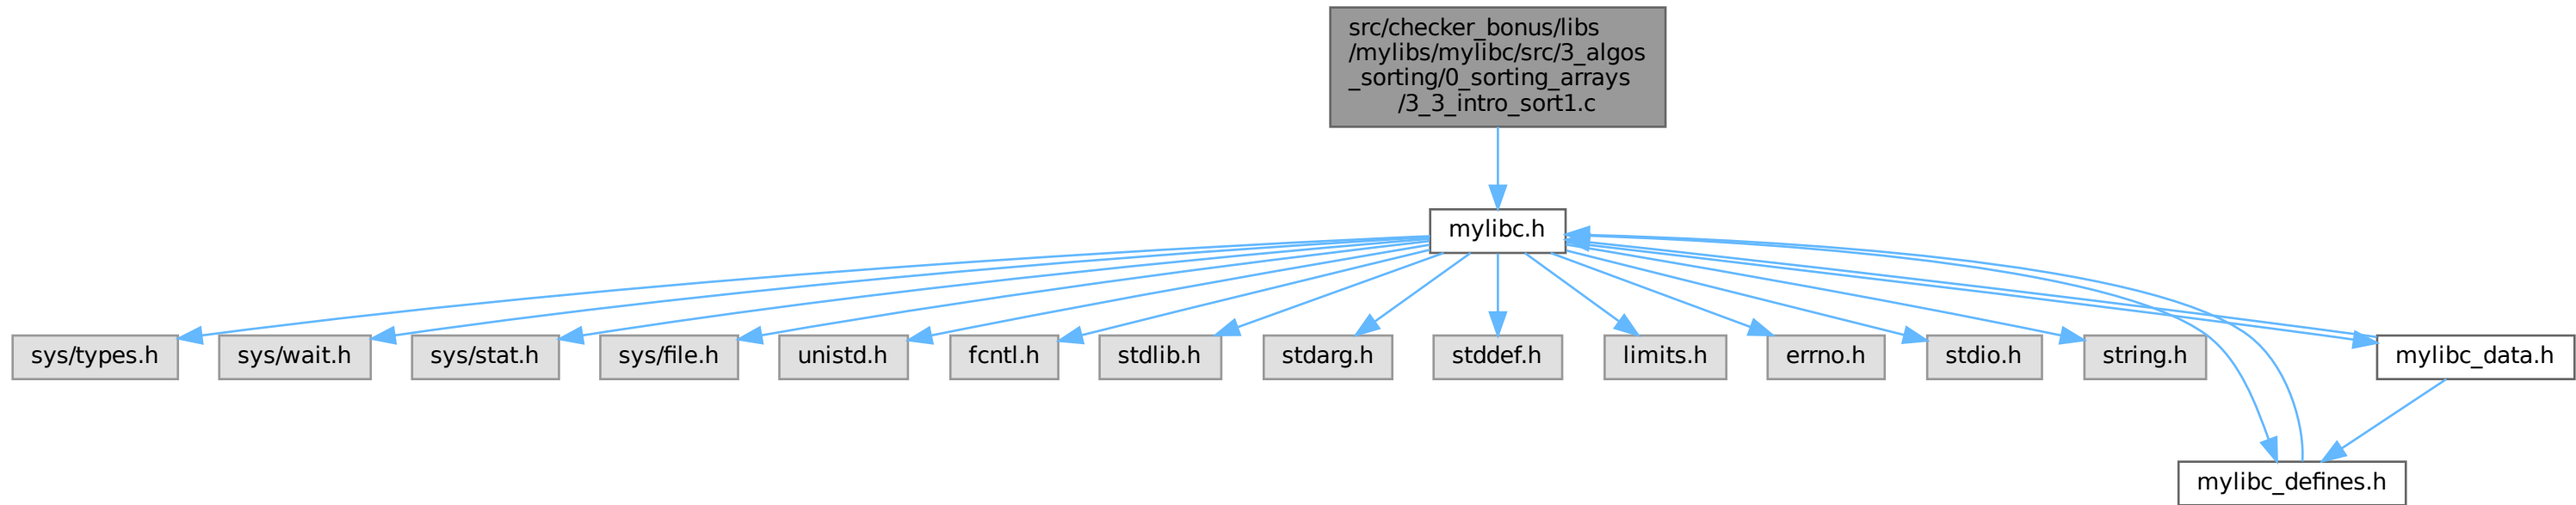 src/checker_bonus/libs
/mylibs/mylibc/src/3_algos
_sorting/0_sorting_arrays
/3_3_intro_sort1.c
mylibc.h
sys/types.h
sys/wait.h
sys/stat.h
sys/file.h
unistd.h
fcntl.h
stdlib.h
stdarg.h
stddef.h
limits.h
errno.h
stdio.h
string.h
mylibc_data.h
mylibc_defines.h